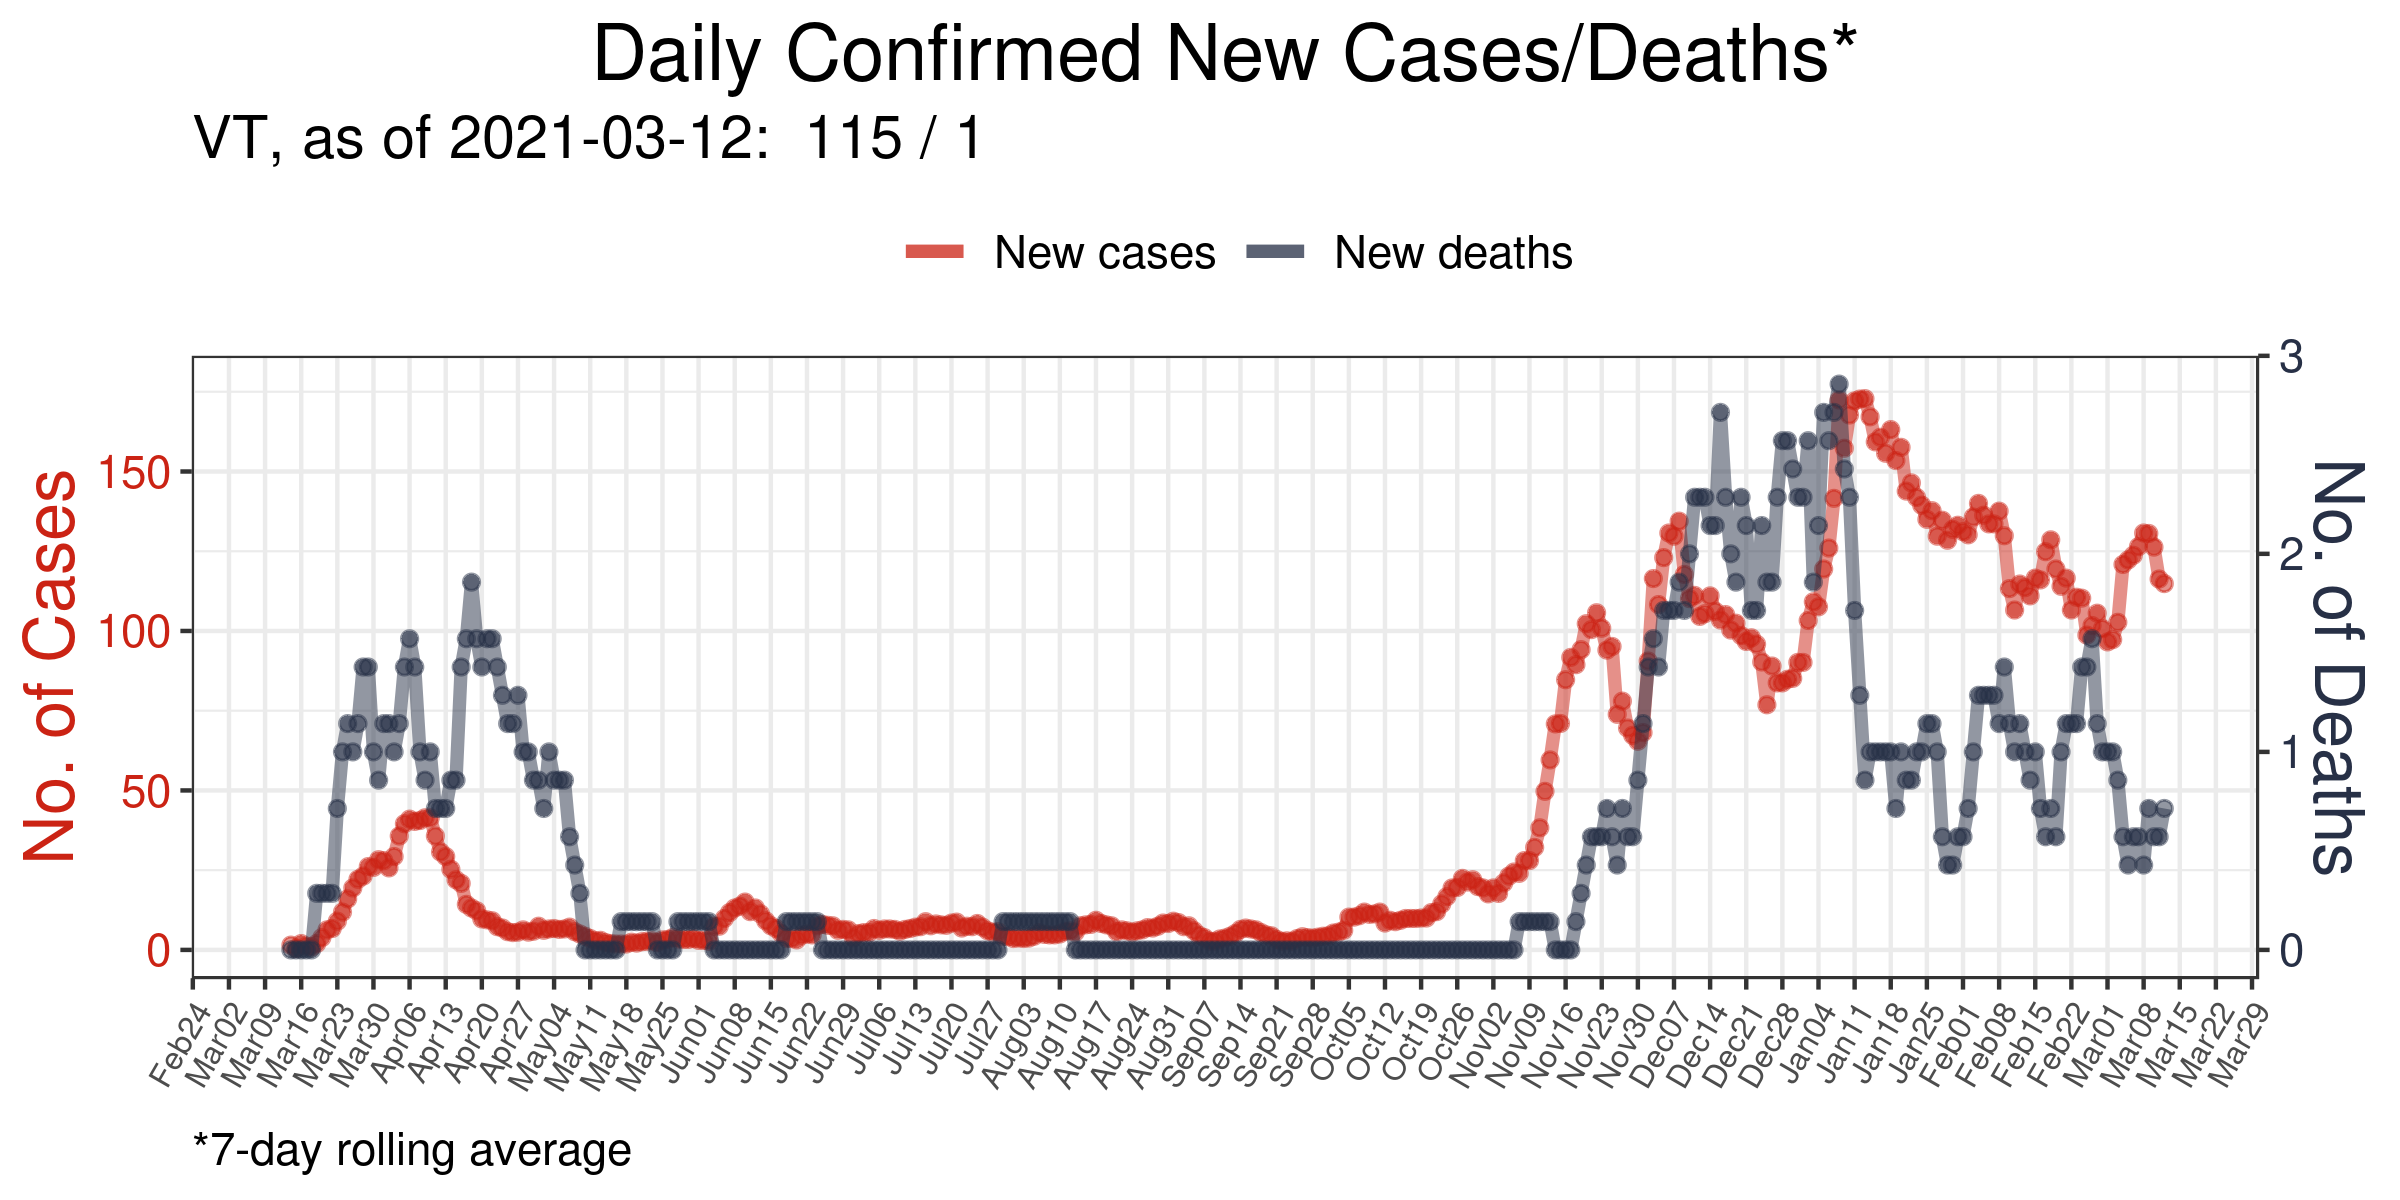 Daily Confirmed New Cases/Deaths*
VT, as of 2021-03-12:  115 / 1
New cases
New deaths
No. of Cases
150
100
50
0
3
2
1
0
No. of Deaths
Feb24
Mar02
Mar09
Mar16
Mar23
Mar30
Apr06
Apr13
Apr20
Apr27
May04
May11
May18
May25
Jun01
Jun08
Jun15
Jun22
Jun29
Jul06
Jul13
Jul20
Jul27
Aug03
Aug10
Aug17
Aug24
Aug31
Sep07
Sep14
Sep21
Sep28
Oct05
Oct12
Oct19
Oct26
Nov02
Nov09
Nov16
Nov23
Nov30
Dec07
Dec14
Dec21
Dec28
Jan04
Jan11
Jan18
Jan25
Feb01
Feb08
Feb15
Feb22
Mar01
Mar08
Mar15
Mar22
Mar29
*7-day rolling average